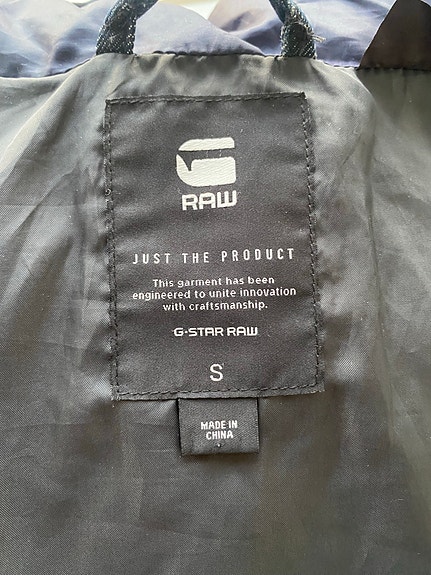 G
RAW
JUST THE PRODUCT
This garment has been
engineered to unite innovation
with craftsmanship.
G-STAR RAW
S
MADE IN
CHINA